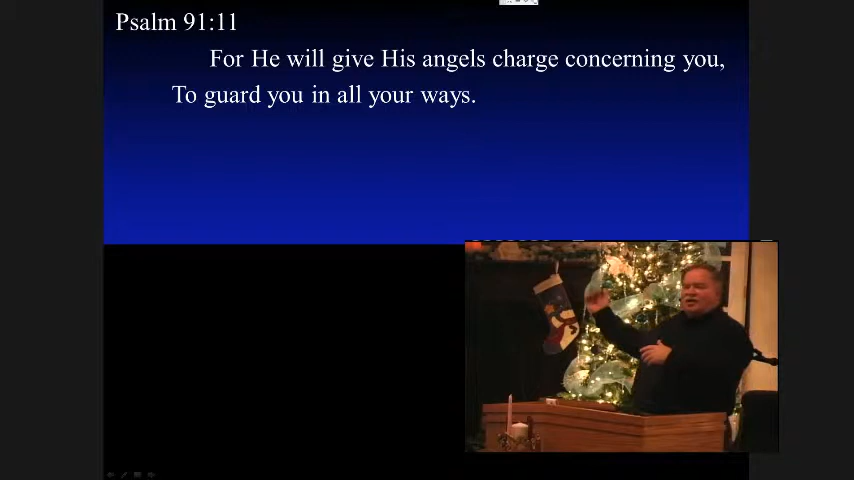 Psalm 91:11
For He will give His angels charge concerning you,
To guard you in all your ways.